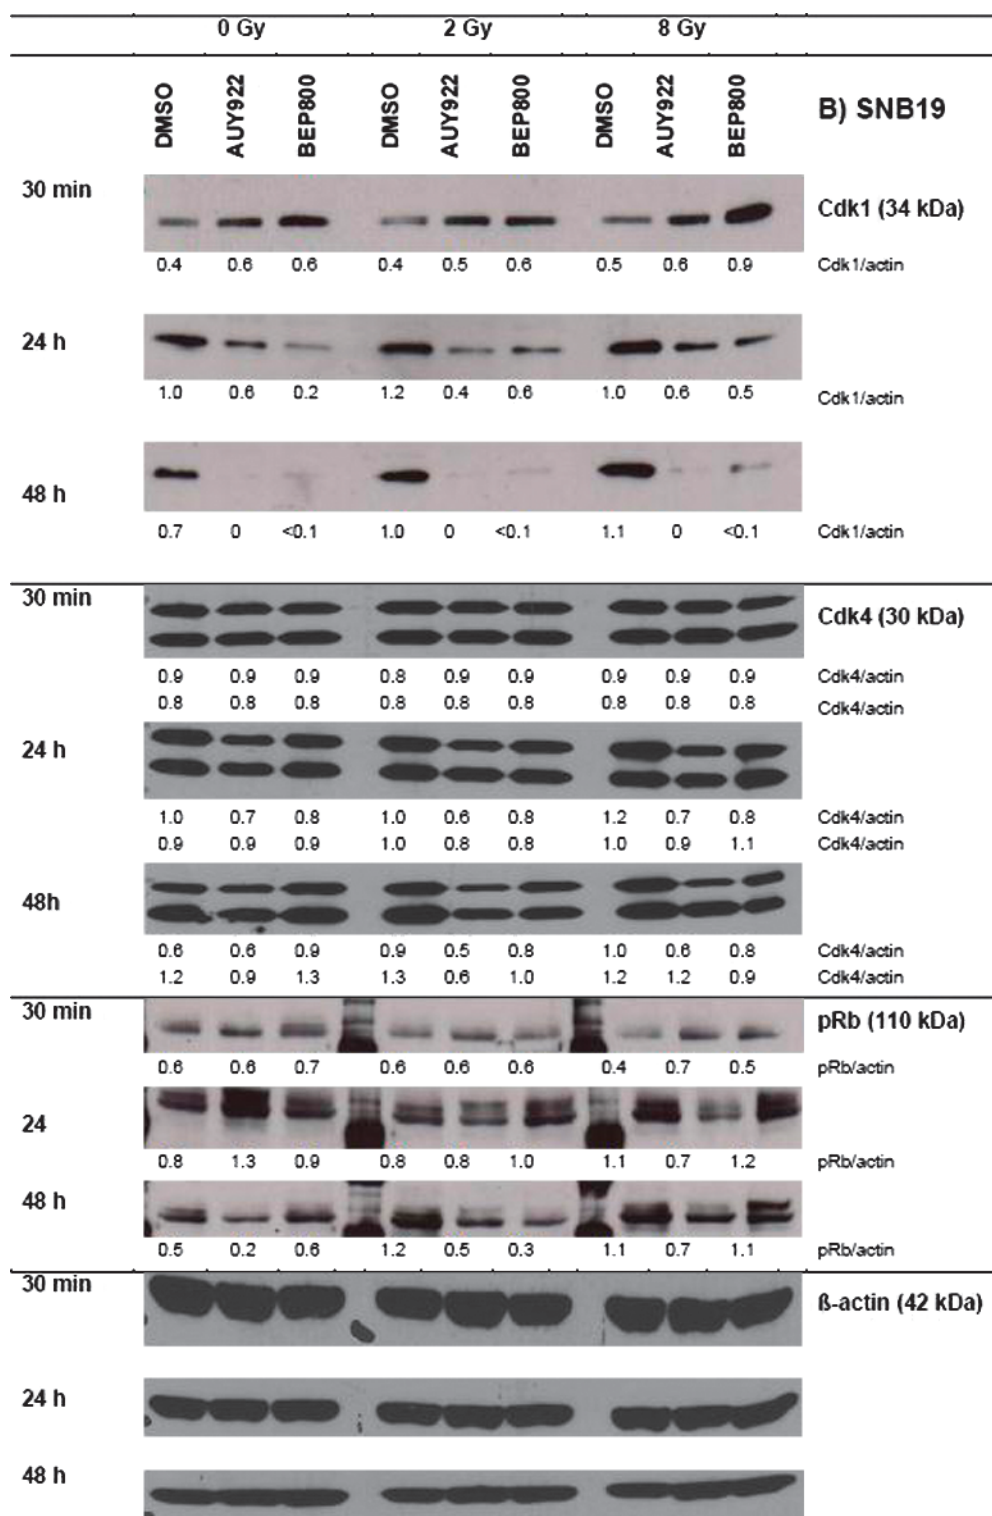 0 Gy 2 Gy 8 Gy
DMSO AUY922 BEP800 DMSO AUY922 BEP800 DMSO AUY922 BEP800
B) SNB19
30 min
Cdk1 (34 kDa)
0.4 0.6 0.6 0.4 0.5 0.6 0.5 0.6 0.9 Cdk1/actin
24 h
1.0 0.6 0.2 1.2 0.4 0.6 1.0 0.6 0.5 Cdk1/actin
48 h
0.7 0 <0.1 1.0 0 <0.1 1.1 0 <0.1 Cdk1/actin
30 min
Cdk4 (30 kDa)
0.9 0.9 0.9 0.8 0.9 0.9 0.9 0.9 0.9 Cdk4/actin
0.8 0.8 0.8 0.8 0.8 0.8 0.8 0.8 0.8 Cdk4/actin
24 h
1.0 0.7 0.8 1.0 0.6 0.8 1.2 0.7 0.8 Cdk4/actin
0.9 0.9 0.9 1.0 0.8 0.8 1.0 0.9 1.1 Cdk4/actin
48h
0.6 0.6 0.9 0.9 0.5 0.8 1.0 0.6 0.8 Cdk4/actin
1.2 0.9 1.3 1.3 0.6 1.0 1.2 1.2 0.9 Cdk4/actin
30 min
pRb (110 kDa)
0.6 0.6 0.7 0.6 0.6 0.6 0.4 0.7 0.5 pRb/actin
24
0.8 1.3 0.9 0.8 0.8 1.0 1.1 0.7 1.2 pRb/actin
48 h
0.5 0.2 0.6 1.2 0.5 0.3 1.1 0.7 1.1 pRb/actin
30 min
ß-actin (42 kDa)
24 h
48 h